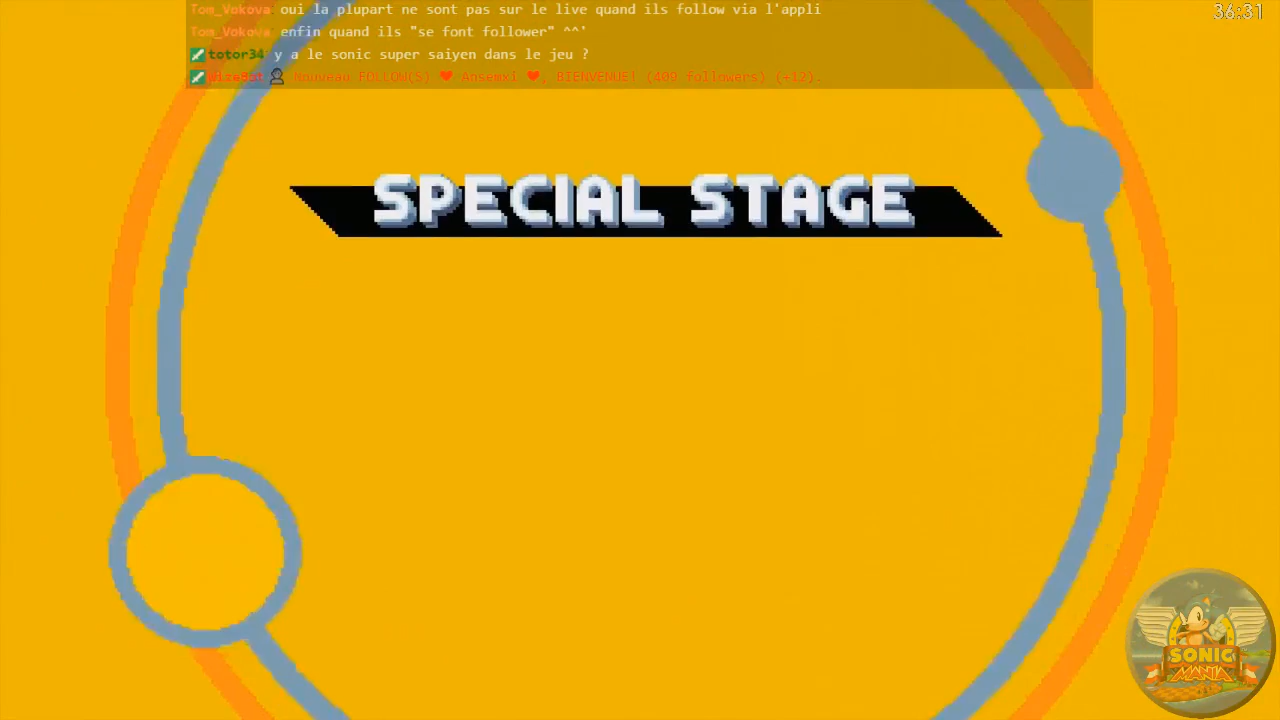 Tom_Vokova oui la plupart ne sont pas sur le live quand ils follow via l'appli
36:31
Tom_Vokova enfin quand ils "se font follower" ^^'
totor34 y a le sonic super saiyen dans le jeu ?
WizeBot Nouveau FOLLOW(S) ❤ Ansemxi ❤, BIENVENUE! (409 followers) (+12).
SPECIAL STAGE
SONIC
MANIA